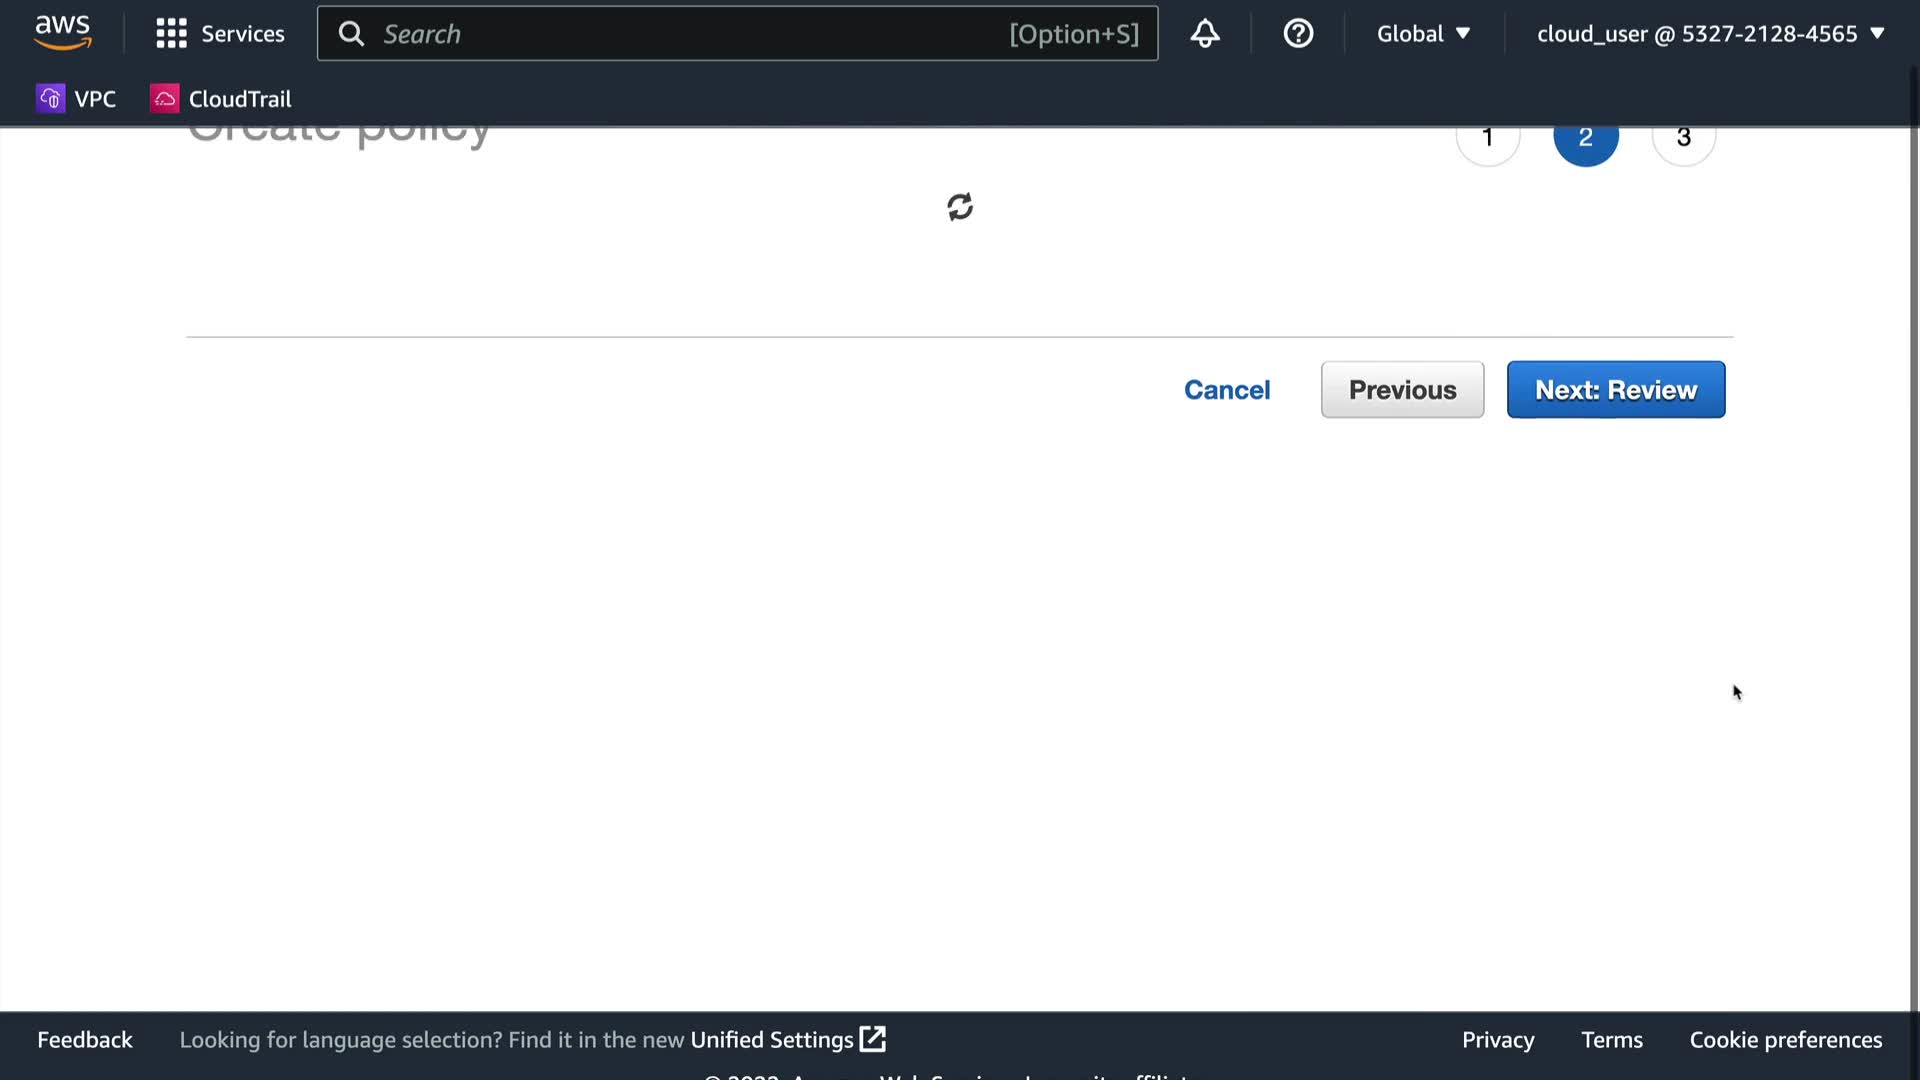 aws
Services
Search
[Option+S]
Global
cloud_user @ 5327-2128-4565
VPC
CloudTrail
Create policy
1
2
3
Cancel
Previous
Next: Review
Feedback
Looking for language selection? Find it in the new Unified Settings
Privacy
Terms
Cookie preferences